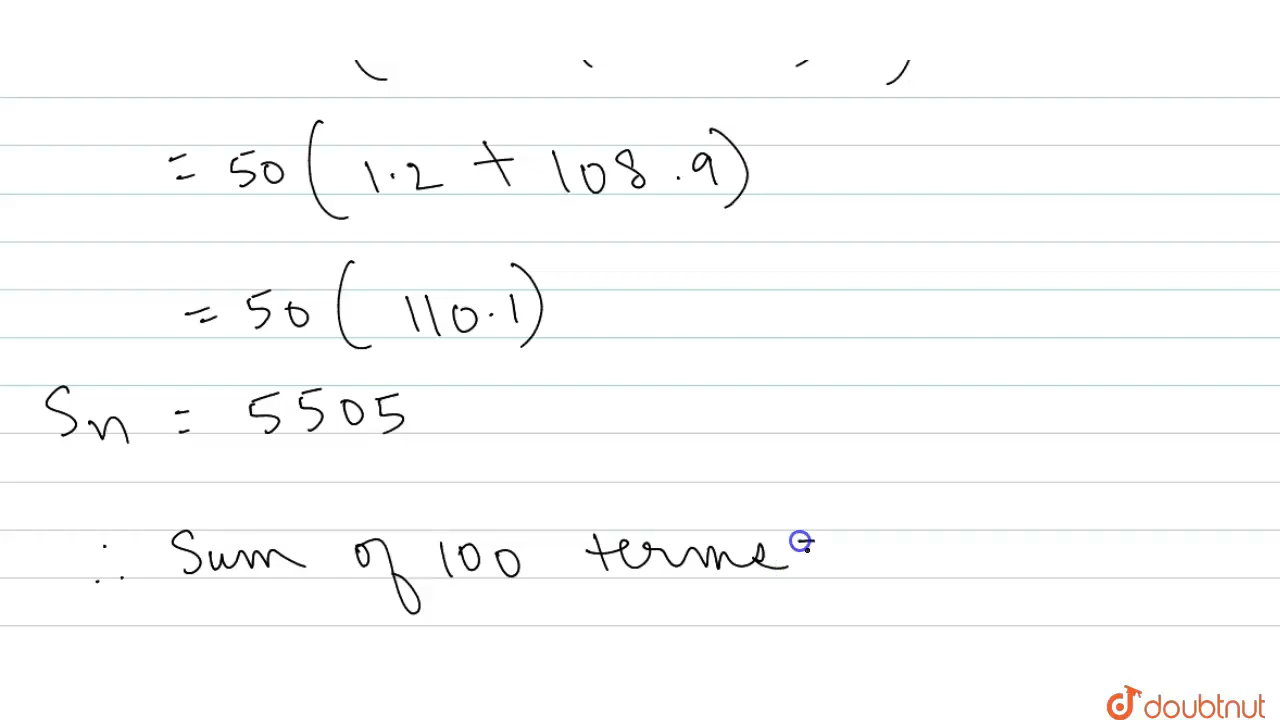 = 50 ( 1.2 + 108.9 )
= 50 ( 110.1 )
Sn = 5505
∴ Sum of 100 terms =
doubtnut